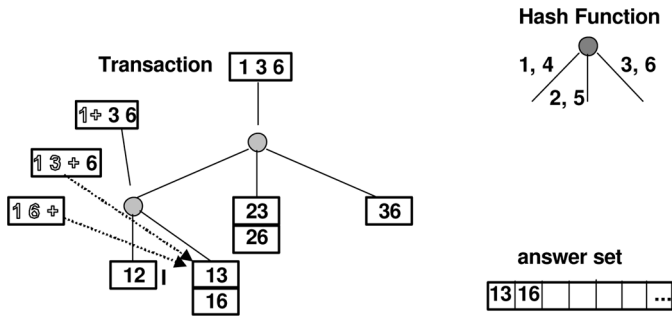 Hash Function
1, 4
3, 6
2, 5
Transaction
1 3 6
1+ 3 6
1 3 + 6
1 6 +
23
26
36
12
13
16
answer set
13 16 ...